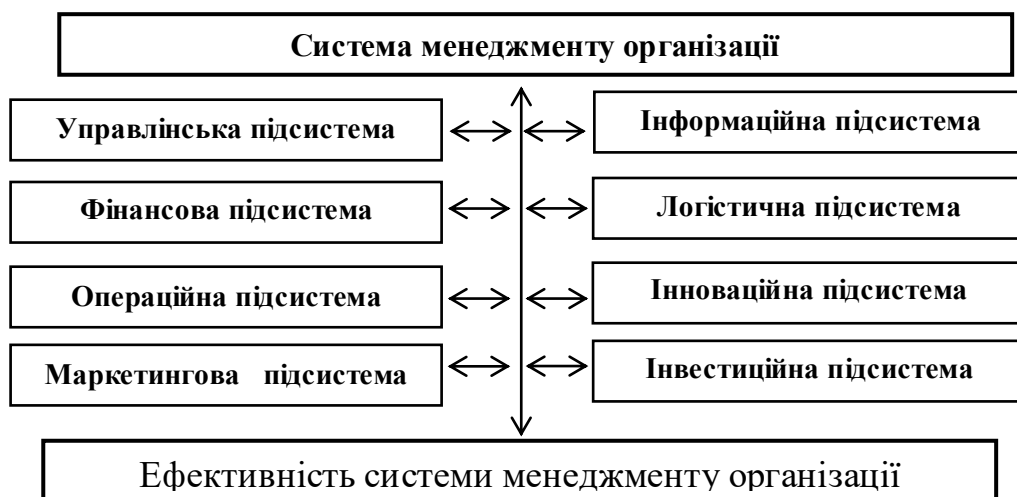 Система менеджменту організації
Управлінська підсистема
Інформаційна підсистема
Фінансова підсистема
Логістична підсистема
Операційна підсистема
Інноваційна підсистема
Маркетингова підсистема
Інвестиційна підсистема
Ефективність системи менеджменту організації